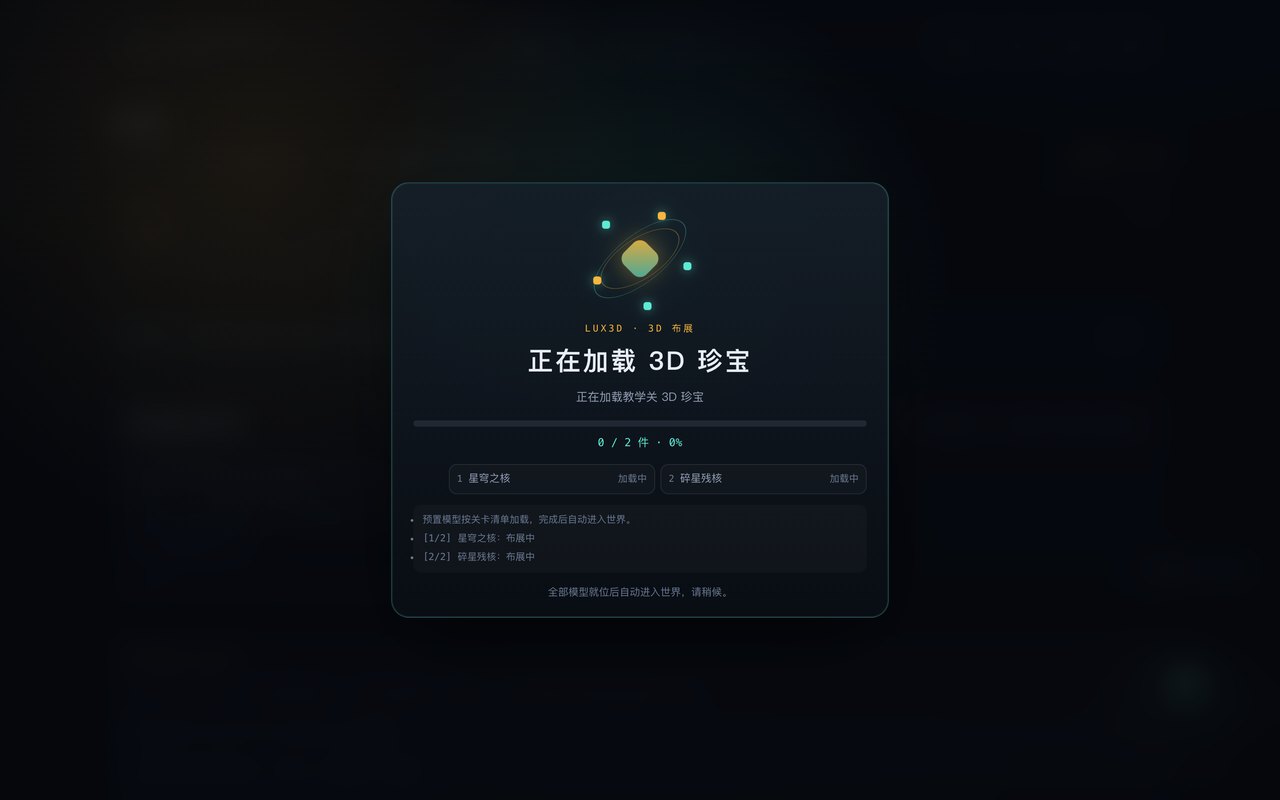 LUX3D · 3D 布展
正在加载 3D 珍宝
正在加载教学关 3D 珍宝
0 / 2 件 · 0%
1 星穹之核 加载中
2 碎星残核 加载中
预置模型按关卡清单加载，完成后自动进入世界。
[1/2] 星穹之核：布展中
[2/2] 碎星残核：布展中
全部模型就位后自动进入世界，请稍候。